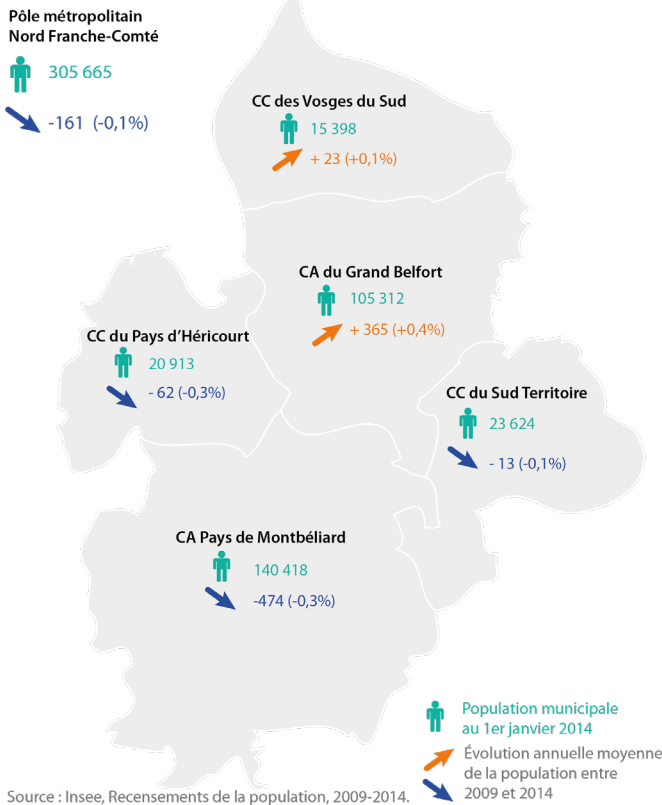 Pôle métropolitain
Nord Franche-Comté
305 665
-161 (-0,1%)
CC des Vosges du Sud
15 398
+ 23 (+0,1%)
CA du Grand Belfort
105 312
+ 365 (+0,4%)
CC du Pays d’Héricourt
20 913
- 62 (-0,3%)
CC du Sud Territoire
23 624
- 13 (-0,1%)
CA Pays de Montbéliard
140 418
-474 (-0,3%)
Population municipale
au 1er janvier 2014
Évolution annuelle moyenne
de la population entre
2009 et 2014
Source : Insee, Recensements de la population, 2009-2014.